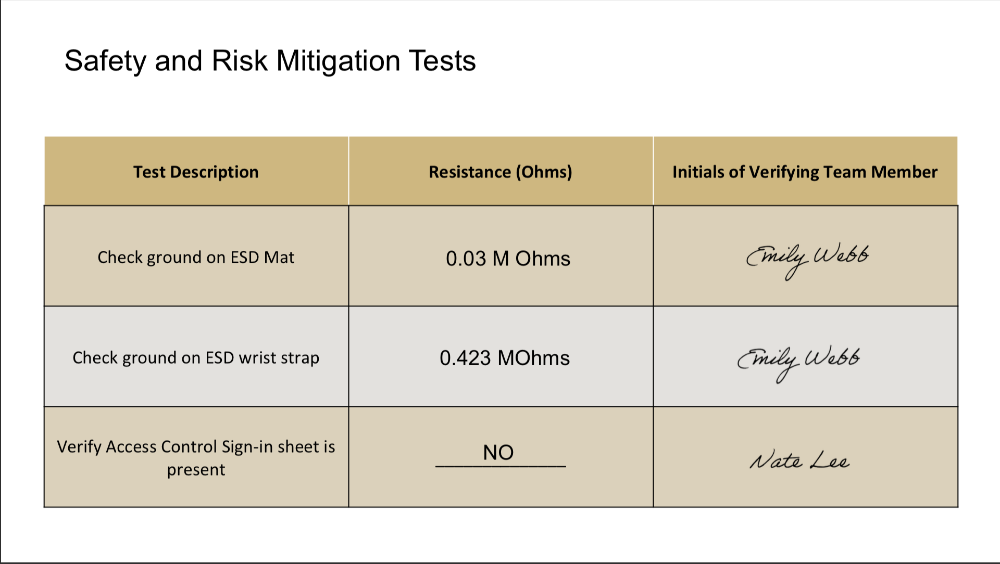 Safety and Risk Mitigation Tests
Test Description
Resistance (Ohms)
Initials of Verifying Team Member
Check ground on ESD Mat
0.03 M Ohms
Emily Webb
Check ground on ESD wrist strap
0.423 MOhms
Emily Webb
Verify Access Control Sign-in sheet is
present
NO
Nate Lee